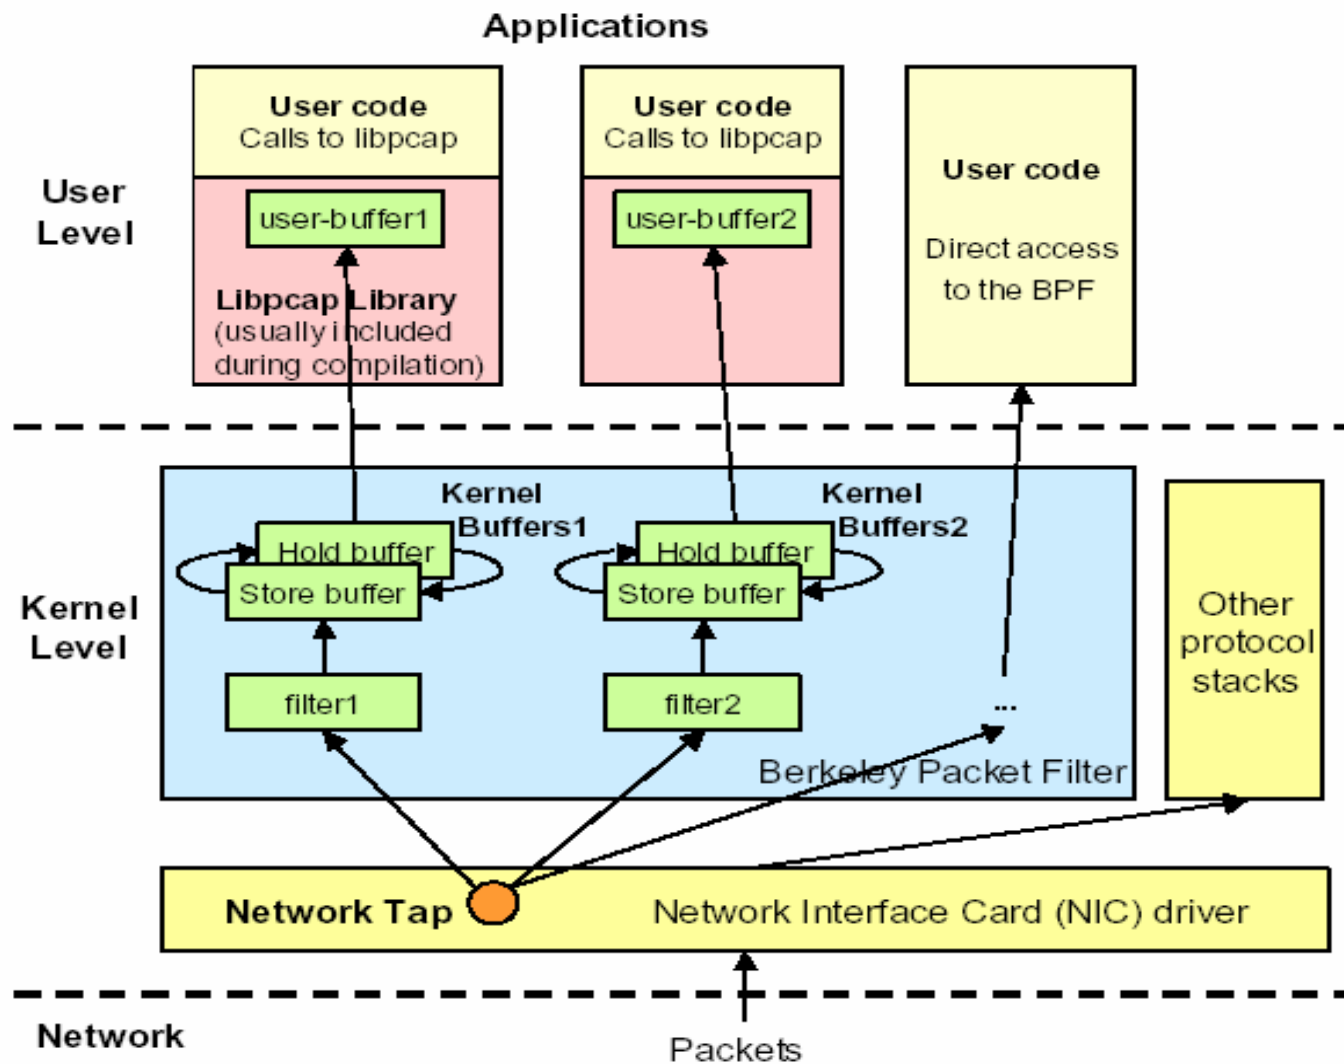 Applications
User code
Calls to libpcap
User code
Calls to libpcap
User
Level
user-buffer1
user-buffer2
User code
Direct access
to the BPF
Libpcap Library
(usually included
during compilation)
Kernel
Buffers1
Kernel
Buffers2
Hold buffer
Hold buffer
Store buffer
Store buffer
Kernel
Level
Other
protocol
stacks
filter1
filter2
...
Berkeley Packet Filter
Network Tap
Network Interface Card (NIC) driver
Network
Packets